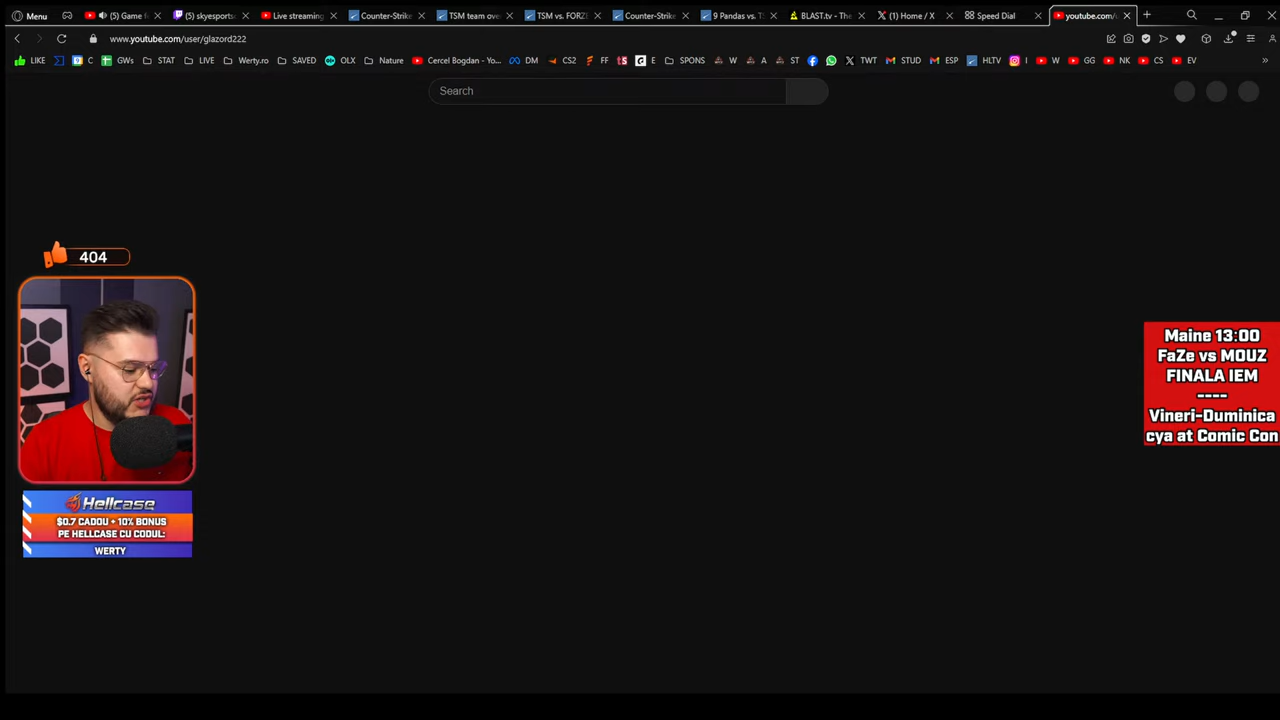 Menu
(5) Game f
(2) skyesports
Live streaming
Counter-Strike
TSM team over
TSM vs. FORZE
Counter-Strike
9 Pandas vs. T
BLAST.tv - The
(1) Home / X
Speed Dial
youtube.com/
www.youtube.com/user/glazord222
LIKE
C
GWs
STAT
LIVE
Werty.ro
SAVED
OLX
Nature
Cercel Bogdan - Yo...
DM
CS2
FF
E
SPONS
W
A
ST
TWT
STUD
ESP
HLTV
I
W
GG
NK
CS
EV
Search
404
Maine 13:00
FaZe vs MOUZ
FINALA IEM
----
Vineri-Duminica
cya at Comic Con
Hellcase
$0.7 CADOU + 10% BONUS
PE HELLCASE CU CODUL:
WERTY